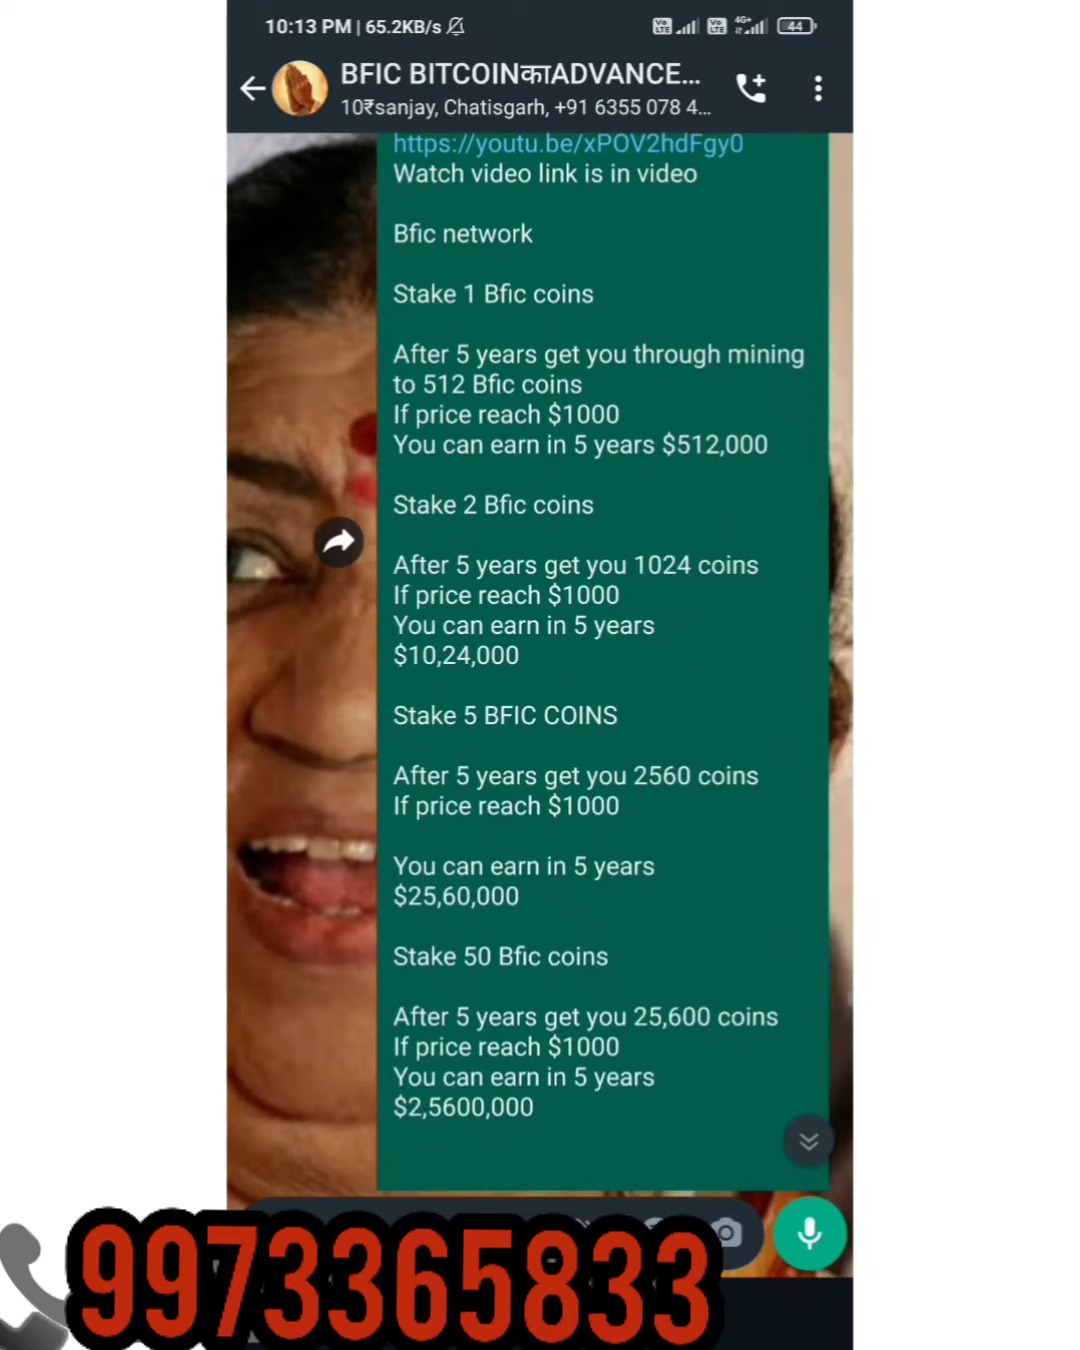 10:13 PM | 65.2KB/s
Vo LTE Vo LTE 4G+ 44
BFIC BITCOINकाADVANCE...
10₹sanjay, Chatisgarh, +91 6355 078 4...
https://youtu.be/xPOV2hdFgy0
Watch video link is in video
Bfic network
Stake 1 Bfic coins
After 5 years get you through mining
to 512 Bfic coins
If price reach $1000
You can earn in 5 years $512,000
Stake 2 Bfic coins
After 5 years get you 1024 coins
If price reach $1000
You can earn in 5 years
$10,24,000
Stake 5 BFIC COINS
After 5 years get you 2560 coins
If price reach $1000
You can earn in 5 years
$25,60,000
Stake 50 Bfic coins
After 5 years get you 25,600 coins
If price reach $1000
You can earn in 5 years
$2,5600,000
9973365833